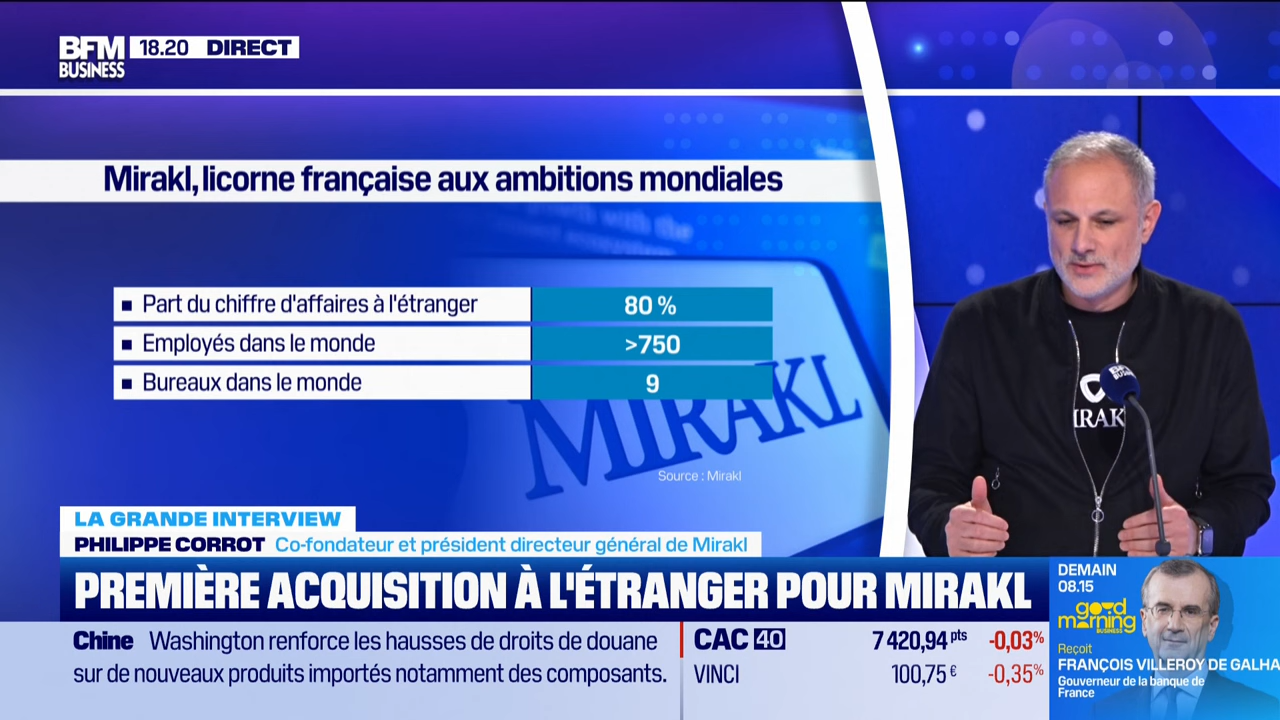 BFM
BUSINESS
18.20 DIRECT
Mirakl, licorne française aux ambitions mondiales
Part du chiffre d'affaires à l'étranger 80 %
Employés dans le monde >750
Bureaux dans le monde 9
MIRAKL
Source : Mirakl
BFM
BUSINESS
IRAK
LA GRANDE INTERVIEW
PHILIPPE CORROT Co-fondateur et président directeur général de Mirakl
PREMIÈRE ACQUISITION À L'ÉTRANGER POUR MIRAKL
Chine Washington renforce les hausses de droits de douane
sur de nouveaux produits importés notamment des composants.
CAC 40 7 420,94 pts -0,03%
VINCI 100,75 € -0,35%
DEMAIN
08.15
good
morning
BUSINESS
Reçoit
FRANÇOIS VILLEROY DE GALHA
Gouverneur de la banque de
France